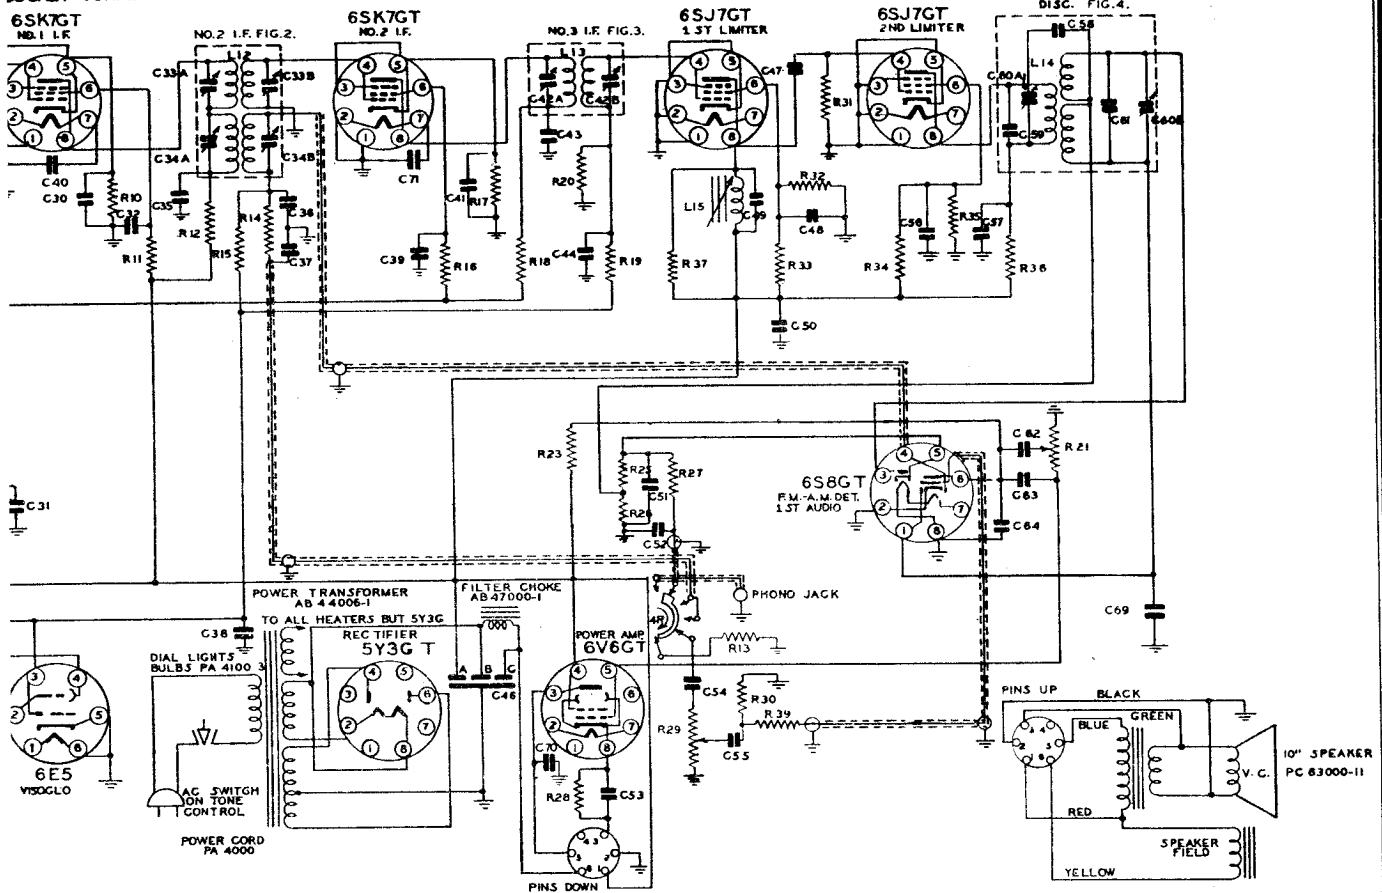 6SK7GT
NO.1 I.F.
NO.2 I.F. FIG.2.
L12
6SK7GT
NO.2 I.F.
NO.3 I.F. FIG.3.
L13
6SJ7GT
1 ST LIMITER
6SJ7GT
2ND LIMITER
DISC. FIG.4.
C58
C33A
C33B
C42A
C42B
C47
R31
C60A
L14
C59
C61
C60B
C34A
C34B
C43
C40
C30
R10
C32
C35
R12
R11
R15
R14
C36
C37
C71
C41
R17
R20
C39
R16
R18
C44
R19
L15
C49
R32
C48
R37
R33
C50
C56
R35
C57
R34
R36
C31
R23
R25
C51
R27
R26
C52
6S8GT
F.M.-A.M. DET.
1ST AUDIO
C62
R21
C63
C64
C69
POWER TRANSFORMER
AB 44006-1
FILTER CHOKE
AB 47000-1
TO ALL HEATERS BUT 5Y3G
C38
RECTIFIER
5Y3G T
DIAL LIGHTS
BULBS PA 4100 3
A B C
C46
POWER AMP.
6V6GT
PHONO JACK
R13
C54
R30
R39
R29
C55
C70
R28
C53
PINS DOWN
6E5
VISOGLO
AC SWITCH
ON TONE
CONTROL
POWER CORD
PA 4000
PINS UP
BLACK
GREEN
BLUE
RED
YELLOW
V.C.
10" SPEAKER
PC 63000-11
SPEAKER
FIELD